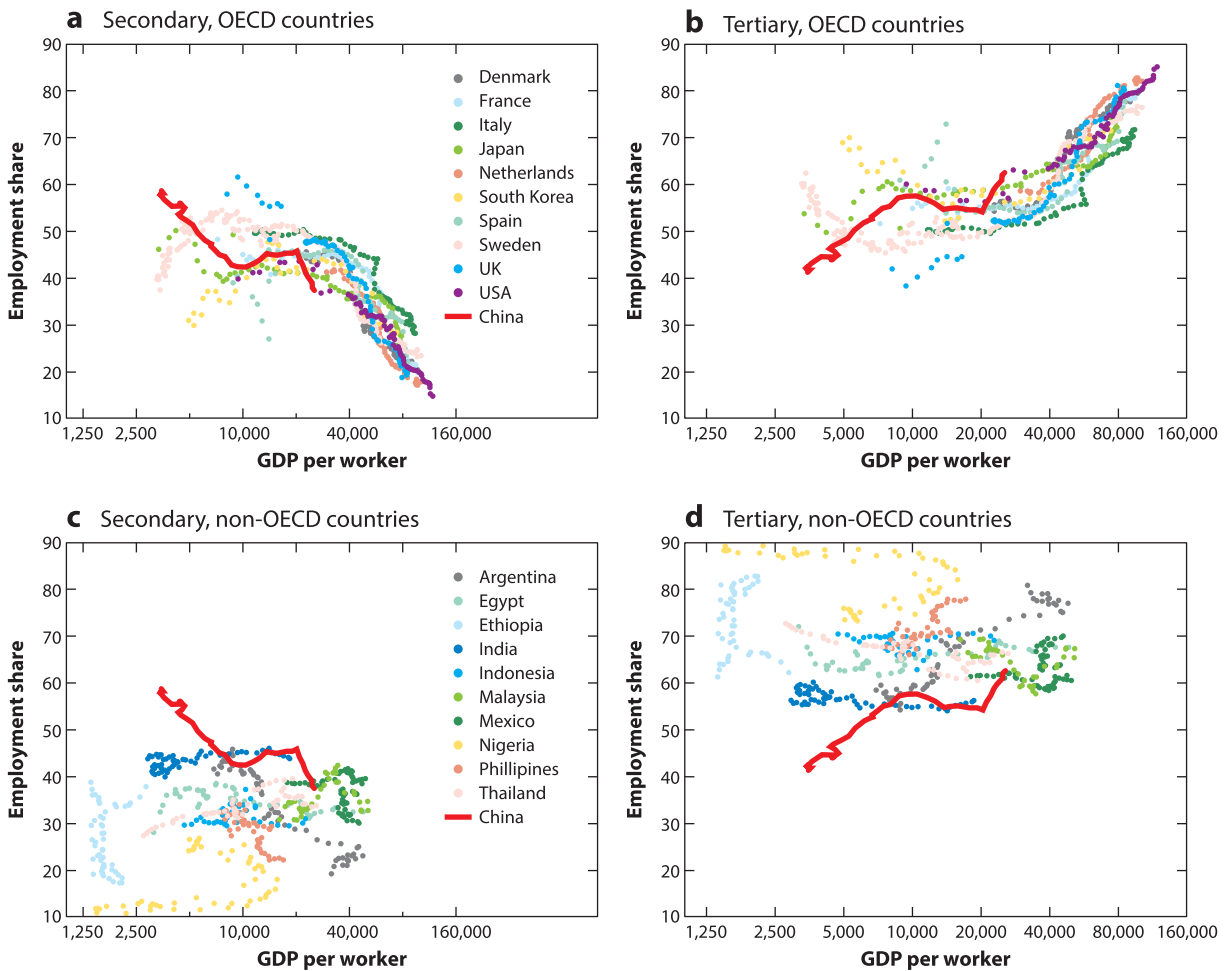 a Secondary, OECD countries
90
80
70
60
50
40
30
20
10
Employment share
1,250 2,500 10,000 40,000 160,000
GDP per worker
Denmark
France
Italy
Japan
Netherlands
South Korea
Spain
Sweden
UK
USA
China
b Tertiary, OECD countries
90
80
70
60
50
40
30
20
10
Employment share
1,250 2,500 5,000 10,000 20,000 40,000 80,000 160,000
GDP per worker
c Secondary, non-OECD countries
90
80
70
60
50
40
30
20
10
Employment share
1,250 2,500 10,000 40,000 160,000
GDP per worker
Argentina
Egypt
Ethiopia
India
Indonesia
Malaysia
Mexico
Nigeria
Phillipines
Thailand
China
d Tertiary, non-OECD countries
90
80
70
60
50
40
30
20
10
Employment share
1,250 2,500 5,000 10,000 20,000 40,000 80,000 160,000
GDP per worker